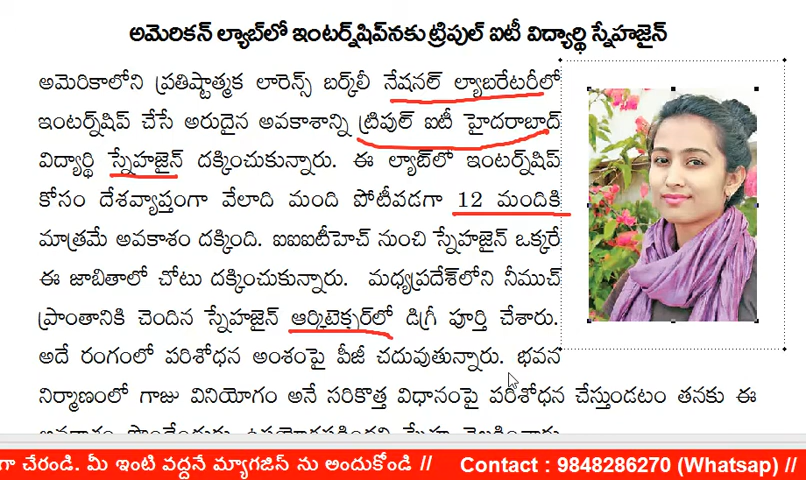 అమెరికన్ ల్యాబ్‌లో ఇంటర్న్‌షిప్‌నకు ట్రిపుల్ ఐటీ విద్యార్థి స్నేహజైన్
అమెరికాలోని ప్రతిష్టాత్మక లారెన్స్ బర్క్‌లీ నేషనల్ ల్యాబరేటరీలో
ఇంటర్న్‌షిప్ చేసే అరుదైన అవకాశాన్ని ట్రిపుల్ ఐటీ హైదరాబాద్
విద్యార్థి స్నేహజైన్ దక్కించుకున్నారు. ఈ ల్యాబ్‌లో ఇంటర్న్‌షిప్
కోసం దేశవ్యాప్తంగా వేలాది మంది పోటీపడగా 12 మందికి
మాత్రమే అవకాశం దక్కింది. ఐఐఐటీహెచ్ నుంచి స్నేహజైన్ ఒక్కరే
ఈ జాబితాలో చోటు దక్కించుకున్నారు. మధ్యప్రదేశ్‌లోని నీముచ్
ప్రాంతానికి చెందిన స్నేహజైన్ ఆర్కిటెక్చర్‌లో డిగ్రీ పూర్తి చేశారు.
అదే రంగంలో పరిశోధన అంశంపై పీజీ చదువుతున్నారు. భవన
నిర్మాణంలో గాజు వినియోగం అనే సరికొత్త విధానంపై పరిశోధన చేస్తుండటం తనకు ఈ
గా చేరండి. మీ ఇంటి వద్దనే మ్యాగజిన్ ను అందుకోండి // Contact : 9848286270 (Whatsapp) //